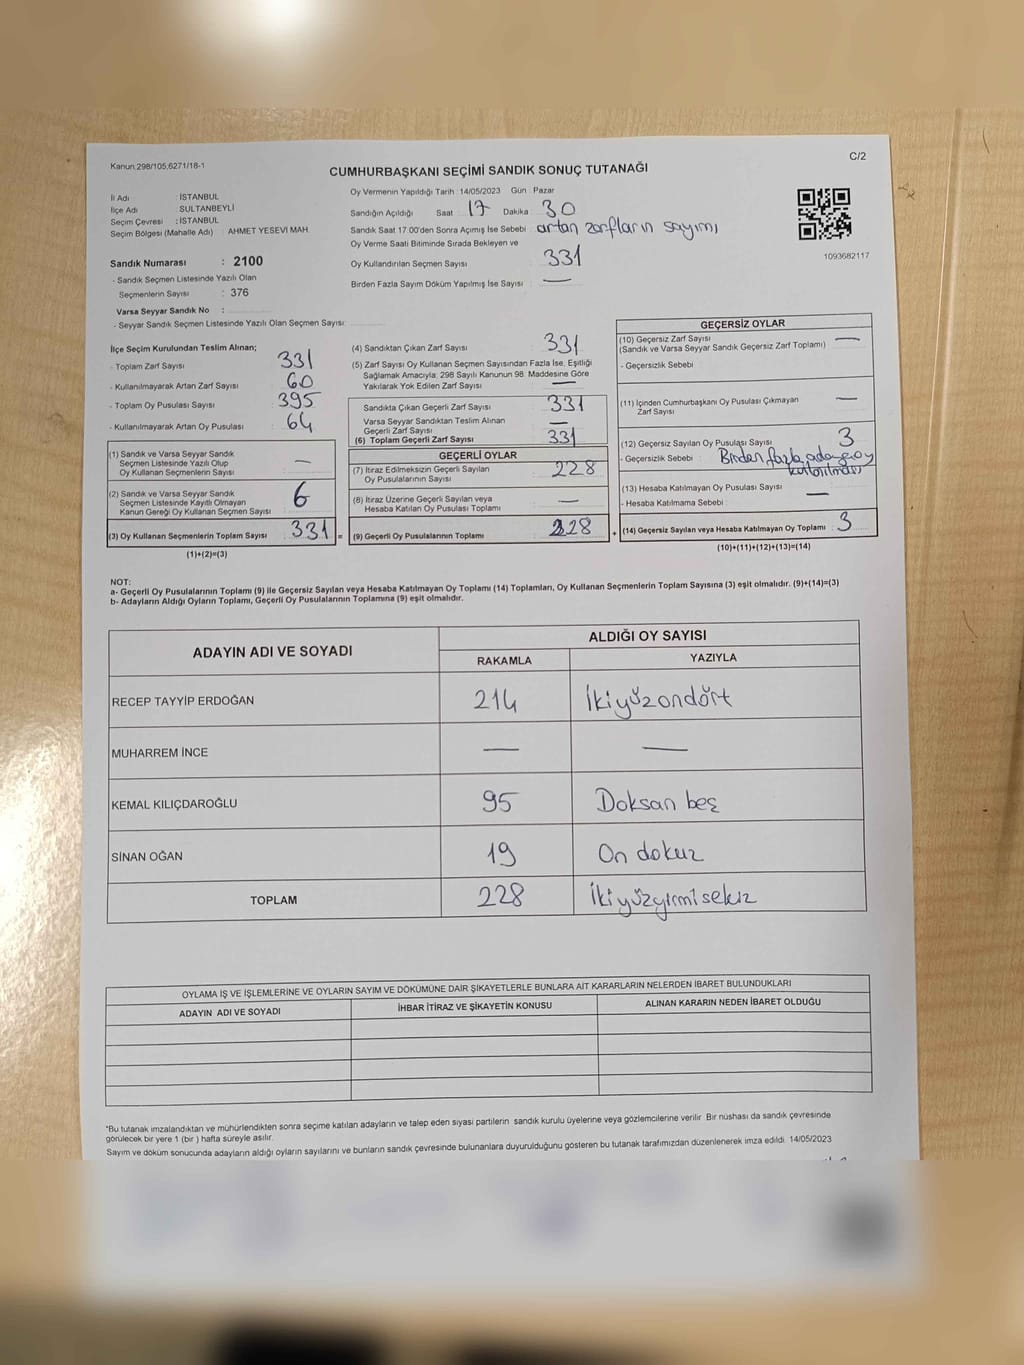 Kanun:298/105,6271/18-1
C/2
CUMHURBAŞKANI SEÇİMİ SANDIK SONUÇ TUTANAĞI
İl Adı : İSTANBUL
İlçe Adı : SULTANBEYLİ
Seçim Çevresi : İSTANBUL
Seçim Bölgesi (Mahalle Adı) : AHMET YESEVİ MAH.
Sandık Numarası : 2100
- Sandık Seçmen Listesinde Yazılı Olan
Seçmenlerin Sayısı : 376
Varsa Seyyar Sandık No :
- Seyyar Sandık Seçmen Listesinde Yazılı Olan Seçmen Sayısı:
Oy Vermenin Yapıldığı Tarih :14/05/2023 Gün : Pazar
Sandığın Açıldığı Saat : 17 Dakika : 30
Sandık Saat 17.00'den Sonra Açımış İse Sebebi : artan zarfların sayımı
Oy Verme Saati Bitiminde Sırada Bekleyen ve
Oy Kullandırılan Seçmen Sayısı 331
Birden Fazla Sayım Döküm Yapılmış İse Sayısı : —
1093682117
İlçe Seçim Kurulundan Teslim Alınan;
- Toplam Zarf Sayısı : 331
- Kullanılmayarak Artan Zarf Sayısı : 60
- Toplam Oy Pusulası Sayısı : 395
- Kullanılmayarak Artan Oy Pusulası : 64
(1) Sandık ve Varsa Seyyar Sandık
Seçmen Listesinde Yazılı Olup
Oy Kullanan Seçmenlerin Sayısı : —
(2) Sandık ve Varsa Seyyar Sandık
Seçmen Listesinde Kayıtlı Olmayan
Kanun Gereği Oy Kullanan Seçmen Sayısı : 6
(3) Oy Kullanan Seçmenlerin Toplam Sayısı : 331 =
(1)+(2)=(3)
(4) Sandıktan Çıkan Zarf Sayısı : 331
(5) Zarf Sayısı Oy Kullanan Seçmen Sayısından Fazla İse, Eşitliği
Sağlamak Amacıyla; 298 Sayılı Kanunun 98. Maddesine Göre
Yakılarak Yok Edilen Zarf Sayısı : —
Sandıkta Çıkan Geçerli Zarf Sayısı : 331
Varsa Seyyar Sandıktan Teslim Alınan
Geçerli Zarf Sayısı : —
(6) Toplam Geçerli Zarf Sayısı : 331
GEÇERLİ OYLAR
(7) İtiraz Edilmeksizin Geçerli Sayılan
Oy Pusulalarının Sayısı : 228
(8) İtiraz Üzerine Geçerli Sayılan veya
Hesaba Katılan Oy Pusulası Toplamı : —
(9) Geçerli Oy Pusulalarının Toplamı : 228 +
GEÇERSİZ OYLAR
(10) Geçersiz Zarf Sayısı —
(Sandık ve Varsa Seyyar Sandık Geçersiz Zarf Toplamı) :
- Geçersizlik Sebebi :
(11) İçinden Cumhurbaşkanı Oy Pusulası Çıkmayan
Zarf Sayısı : —
(12) Geçersiz Sayılan Oy Pusulası Sayısı : 3
- Geçersizlik Sebebi : Birden fazla adaya oy
kullanılması
(13) Hesaba Katılmayan Oy Pusulası Sayısı : —
- Hesaba Katılmama Sebebi :
(14) Geçersiz Sayılan veya Hesaba Katılmayan Oy Toplamı : 3
(10)+(11)+(12)+(13)=(14)
NOT:
a- Geçerli Oy Pusulalarının Toplamı (9) ile Geçersiz Sayılan veya Hesaba Katılmayan Oy Toplamı (14) Toplamları, Oy Kullanan Seçmenlerin Toplam Sayısına (3) eşit olmalıdır. (9)+(14)=(3)
b- Adayların Aldığı Oyların Toplamı, Geçerli Oy Pusulalarının Toplamına (9) eşit olmalıdır.
ADAYIN ADI VE SOYADI
ALDIĞI OY SAYISI
RAKAMLA YAZIYLA
RECEP TAYYİP ERDOĞAN 214 İkiyüzondört
MUHARREM İNCE — —
KEMAL KILIÇDAROĞLU 95 Doksan beş
SİNAN OĞAN 19 On dokuz
TOPLAM 228 İkiyüzyirmisekiz
OYLAMA İŞ VE İŞLEMLERİNE VE OYLARIN SAYIM VE DÖKÜMÜNE DAİR ŞİKAYETLERLE BUNLARA AİT KARARLARIN NELERDEN İBARET BULUNDUKLARI
ADAYIN ADI VE SOYADI İHBAR İTİRAZ VE ŞİKAYETİN KONUSU ALINAN KARARIN NEDEN İBARET OLDUĞU
*Bu tutanak imzalandıktan ve mühürlendikten sonra seçime katılan adayların ve talep eden siyasi partilerin sandık kurulu üyelerine veya gözlemcilerine verilir. Bir nüshası da sandık çevresinde
görülecek bir yere 1 (bir ) hafta süreyle asılır.
Sayım ve döküm sonucunda adayların aldığı oyların sayılarını ve bunların sandık çevresinde bulunanlara duyurulduğunu gösteren bu tutanak tarafımızdan düzenlenerek imza edildi. 14/05/2023